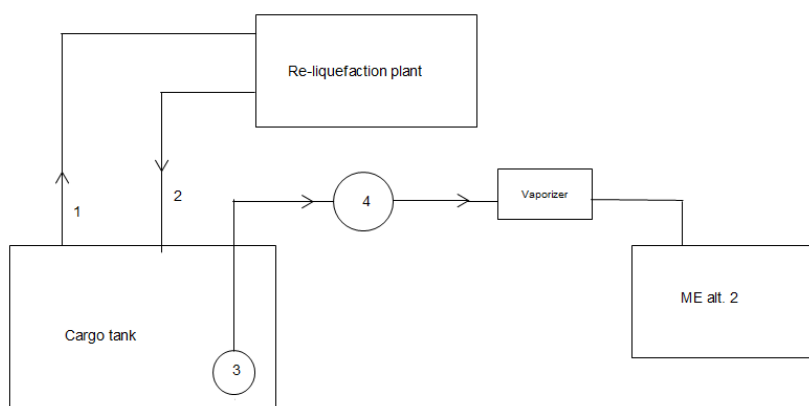 Re-liquefaction plant
1
2
4
Vaporizer
ME alt. 2
Cargo tank
3